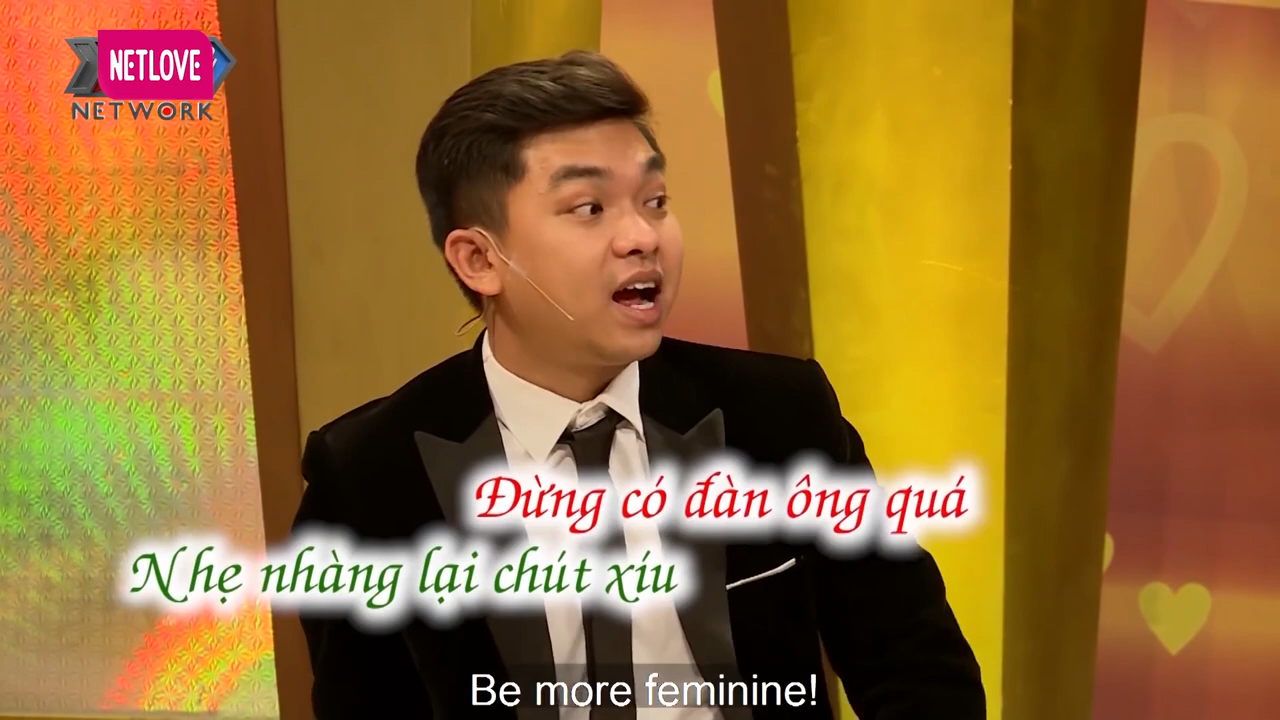 NETLOVE
NETWORK
Đừng có đàn ông quá
Nhẹ nhàng lại chút xíu
Be more feminine!